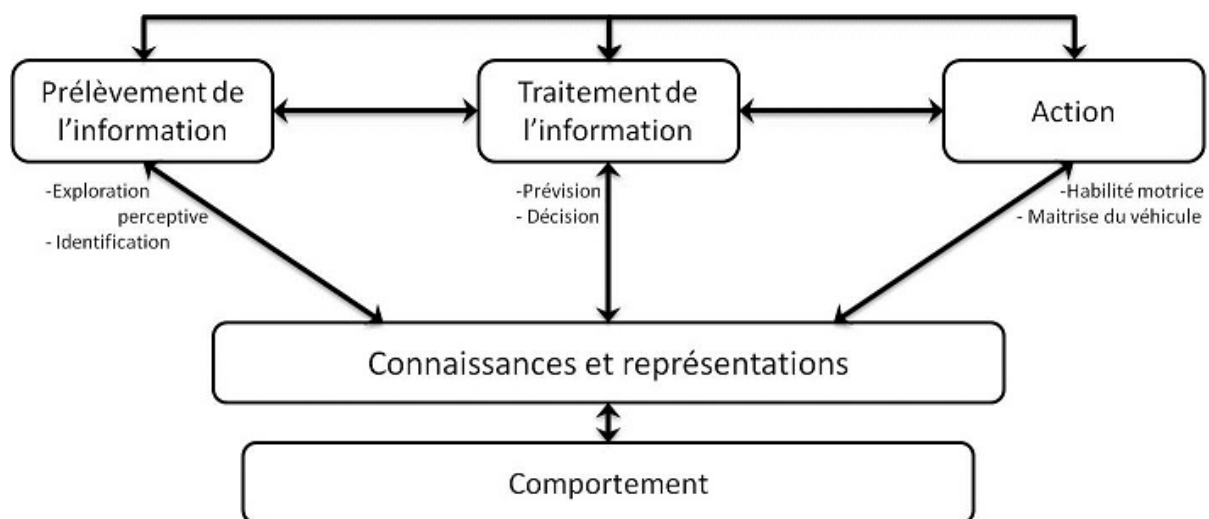 Prélèvement de
l'information
Traitement de
l'information
Action
-Exploration
perceptive
- Identification
-Prévision
- Décision
-Habilité motrice
- Maitrise du véhicule
Connaissances et représentations
Comportement